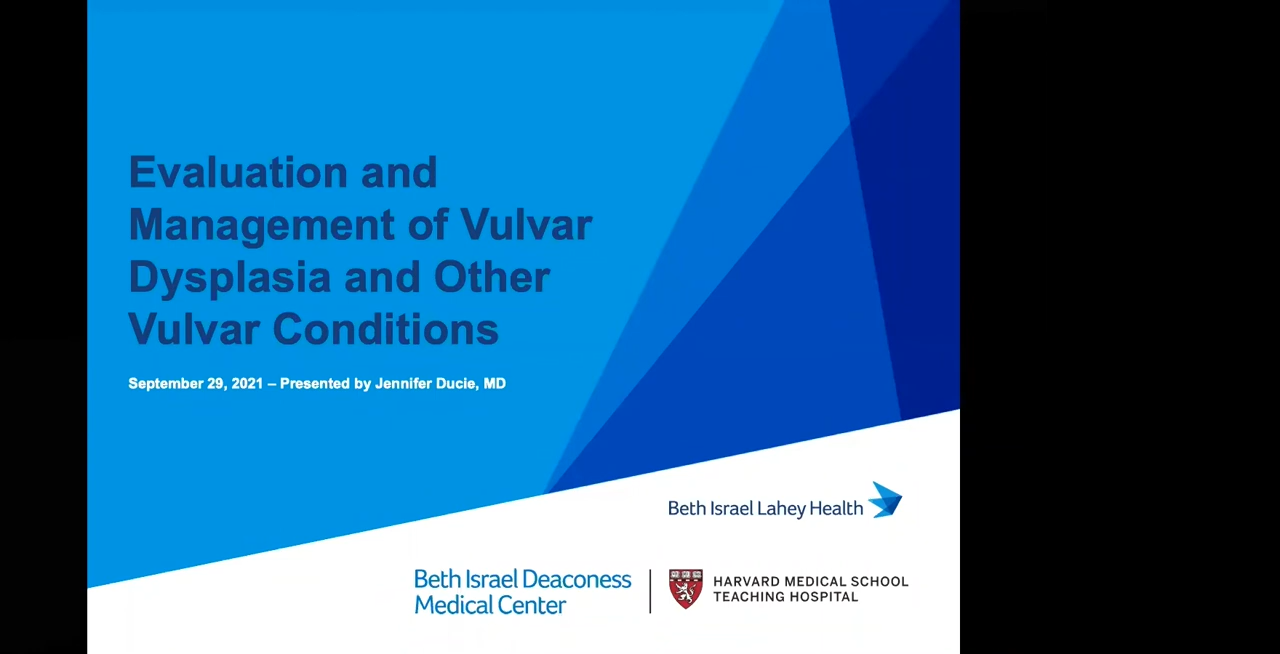 Evaluation and
Management of Vulvar
Dysplasia and Other
Vulvar Conditions
September 29, 2021 – Presented by Jennifer Ducie, MD
Beth Israel Lahey Health
Beth Israel Deaconess
Medical Center
HARVARD MEDICAL SCHOOL
TEACHING HOSPITAL